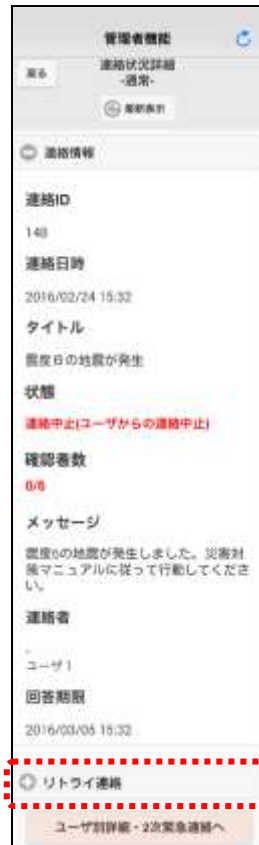 管理者機能
戻る
連絡状況詳細
-通常-
最新表示
連絡情報
連絡ID
148
連絡日時
2016/02/24 15:32
タイトル
震度6の地震が発生
状態
連絡中止(ユーザからの連絡中止)
確認者数
0/6
メッセージ
震度6の地震が発生しました。災害対
策マニュアルに従って行動してくださ
い。
連絡者
-
ユーザ1
回答期限
2016/03/05 15:32
リトライ連絡
ユーザ別詳細・2次緊急連絡へ